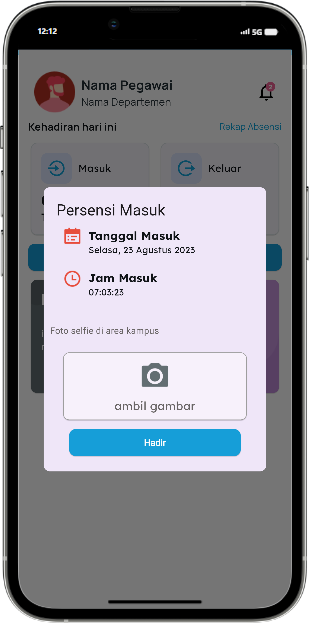 12:12
5G
Nama Pegawai
Nama Departemen
Kehadiran hari ini
Rekap Absensi
Masuk
Keluar
Persensi Masuk
Tanggal Masuk
Selasa, 23 Agustus 2023
Jam Masuk
07:03:23
Foto selfie di area kampus
ambil gambar
Hadir